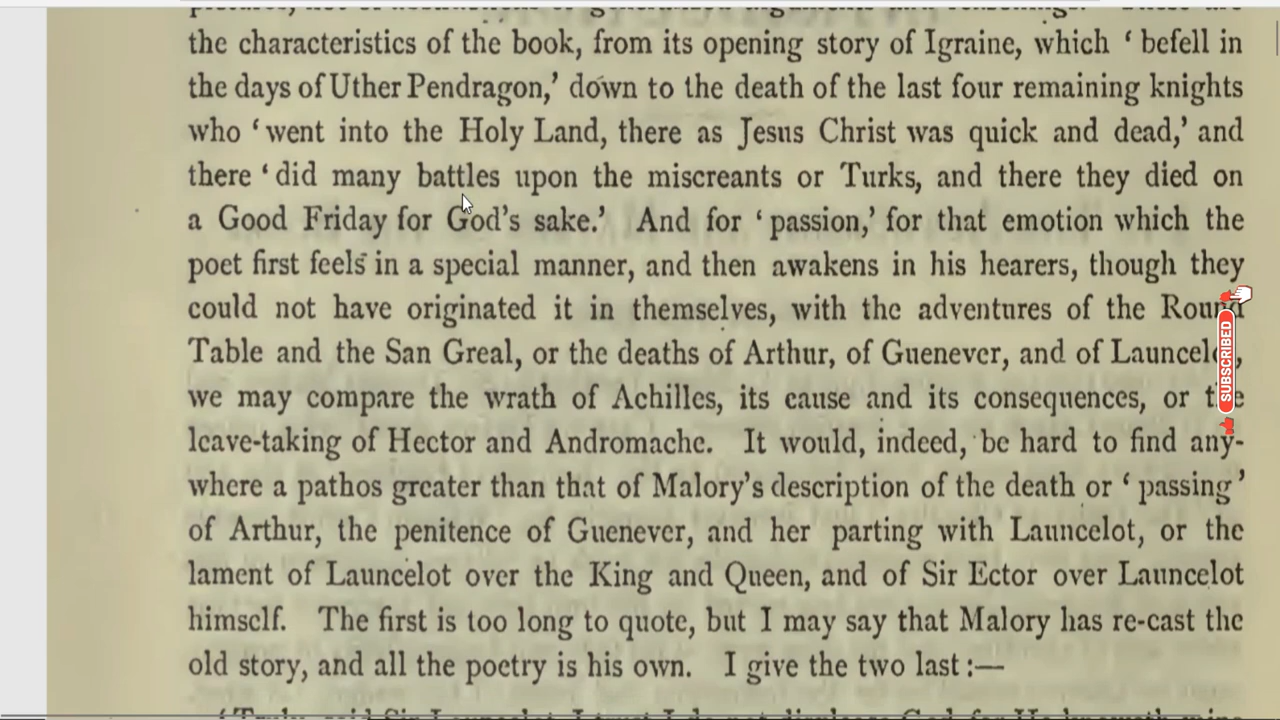 the characteristics of the book, from its opening story of Igraine, which ‘ befell in
the days of Uther Pendragon,’ down to the death of the last four remaining knights
who ‘ went into the Holy Land, there as Jesus Christ was quick and dead,’ and
there ‘ did many battles upon the miscreants or Turks, and there they died on
a Good Friday for God’s sake.’ And for ‘ passion,’ for that emotion which the
poet first feels in a special manner, and then awakens in his hearers, though they
could not have originated it in themselves, with the adventures of the Round
Table and the San Greal, or the deaths of Arthur, of Guenever, and of Launcelot,
we may compare the wrath of Achilles, its cause and its consequences, or the
leave-taking of Hector and Andromache. It would, indeed, be hard to find any-
where a pathos greater than that of Malory’s description of the death or ‘ passing ’
of Arthur, the penitence of Guenever, and her parting with Launcelot, or the
lament of Launcelot over the King and Queen, and of Sir Ector over Launcelot
himself. The first is too long to quote, but I may say that Malory has re-cast the
old story, and all the poetry is his own. I give the two last :—
SUBSCRIBED